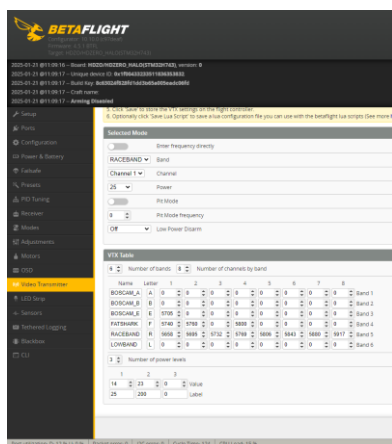 BETAFLIGHT
2025-01-21 @11:09:16 -- Board: HDZO/HDZERO_HALO(STM32H743), version: 0
2025-01-21 @11:09:17 -- Craft name:
2025-01-21 @11:09:17 -- Arming Disabled
5. Click 'Save' to store the VTX settings on the flight controller.
6. Optionally click 'Save Lua Script' to save a lua configuration file you can use with the betaflight lua scripts (See more
Setup
Ports
Configuration
Power & Battery
Failsafe
Presets
PID Tuning
Receiver
Modes
Adjustments
Motors
OSD
Video Transmitter
LED Strip
Sensors
Tethered Logging
Blackbox
CLI
Selected Mode
Enter frequency directly
RACEBAND Band
Channel 1 Channel
25 Power
Pit Mode
0 Pit Mode frequency
Off Low Power Disarm
VTX Table
6 Number of bands 8 Number of channels by band
Name Letter 1 2 3 4 5 6 7 8
BOSCAM_A A 0 0 0 0 0 0 0 0 Band 1
BOSCAM_B B 0 0 0 0 0 0 0 0 Band 2
BOSCAM_E E 5705 0 0 0 0 0 0 0 Band 3
FATSHARK F 5740 5760 0 5800 0 0 0 0 Band 4
RACEBAND R 5658 5695 5732 5769 5806 5843 5880 5917 Band 5
LOWBAND L 0 0 0 0 0 0 0 0 Band 6
3 Number of power levels
1 2 3
14 23 0 Value
25 200 0 Label